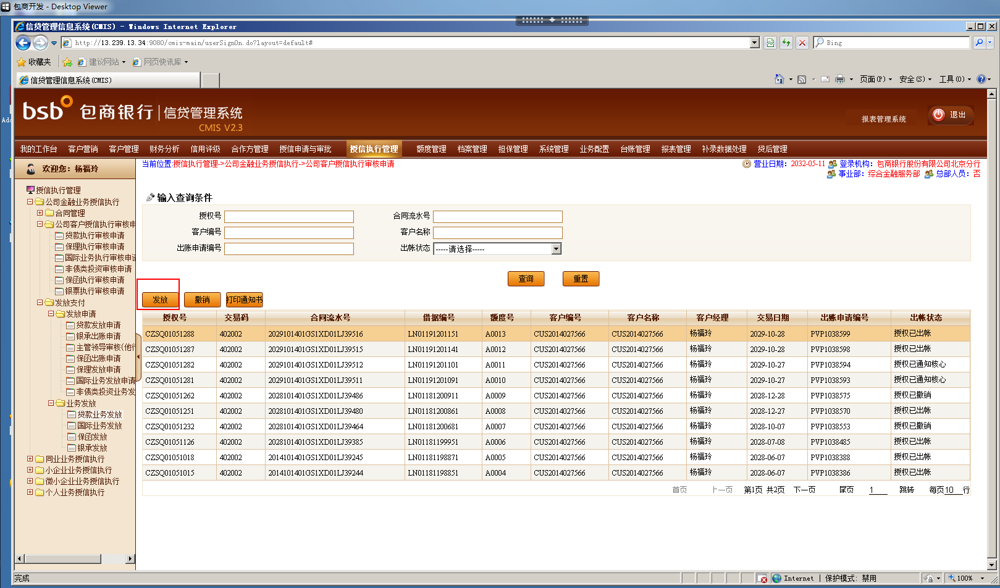 包商开发 - Desktop Viewer
信贷管理信息系统(CMIS) - Windows Internet Explorer
http://13.239.13.34:9080/cmis-main/userSignOn.do?layout=default#
Bing
收藏夹 建议网站 网页快讯库
信贷管理信息系统(CMIS)
页面(P) 安全(S) 工具(O)
bsb 包商银行 | 信贷管理系统
CMIS V2.3
报表管理系统 退出
我的工作台 客户营销 客户管理 财务分析 信用评级 合作方管理 授信申请与审批 授信执行管理 额度管理 档案管理 担保管理 系统管理 业务配置 台账管理 报表管理 补录数据处理 贷后管理
欢迎您：杨福玲
当前位置:授信执行管理->公司金融业务授信执行->公司客户授信执行审核申请
营业日期：2032-05-11 登录机构：包商银行股份有限公司北京分行
事业部：综合金融服务部 总部人员：否
授信执行管理
公司金融业务授信执行
合同管理
公司客户授信执行审核申
贷款执行审核申请
保理执行审核申请
国际业务执行审核申请
非债类投资审核申请
保函执行审核申请
银票执行审核申请
发放支付
发放申请
贷款发放申请
银承出账申请
主管领导审核(他行
保函出账申请
保理发放申请
国际业务发放申请
非债类投资业务发
业务发放
贷款业务发放
国际业务发放
保函发放
银承发放
同业业务授信执行
小企业业务授信执行
微小企业业务授信执行
个人业务授信执行
输入查询条件
授权号 合同流水号
客户编号 客户名称
出账申请编号 出帐状态 -----请选择-----
查询 重置
发放 撤销 打印通知书
授权号 交易码 合同流水号 借据编号 额度号 客户编号 客户名称 客户经理 交易日期 出账申请编号 出帐状态
CZSQ01051288 402002 2029101401GS1XD01LJ39516 LN01191201151 A0013 CUS2014027566 CUS2014027566 杨福玲 2029-10-28 PVP1038599 授权已出帐
CZSQ01051287 402002 2029101401GS1XD01LJ39515 LN01191201141 A0012 CUS2014027566 CUS2014027566 杨福玲 2029-10-28 PVP1038598 授权已出帐
CZSQ01051282 402002 2029101401GS1XD01LJ39512 LN01191201101 A0011 CUS2014027566 CUS2014027566 杨福玲 2029-10-27 PVP1038594 授权已通知核心
CZSQ01051281 402002 2029101401GS1XD01LJ39511 LN01191201091 A0010 CUS2014027566 CUS2014027566 杨福玲 2029-10-27 PVP1038593 授权已通知核心
CZSQ01051262 402002 2028101401GS1XD01LJ39486 LN01181200911 A0009 CUS2014027566 CUS2014027566 杨福玲 2028-12-28 PVP1038575 授权已撤销
CZSQ01051251 402002 2028101401GS1XD01LJ39480 LN01181200861 A0008 CUS2014027566 CUS2014027566 杨福玲 2028-12-27 PVP1038570 授权已出帐
CZSQ01051232 402002 2028101401GS1XD01LJ39464 LN01181200681 A0007 CUS2014027566 CUS2014027566 杨福玲 2028-10-07 PVP1038553 授权已撤销
CZSQ01051126 402002 2028101401GS1XD01LJ39385 LN01181199951 A0006 CUS2014027566 CUS2014027566 杨福玲 2028-07-08 PVP1038485 授权已出帐
CZSQ01051018 402002 2014101401GS1XD01LJ39245 LN01181198871 A0005 CUS2014027566 CUS2014027566 杨福玲 2028-06-07 PVP1038388 授权已出帐
CZSQ01051015 402002 2014101401GS1XD01LJ39244 LN01181198851 A0004 CUS2014027566 CUS2014027566 杨福玲 2028-06-07 PVP1038386 授权已出帐
首页 上一页 第1页 共2页 下一页 尾页 1 跳转 每页10 行
完成 Internet | 保护模式: 禁用 100%